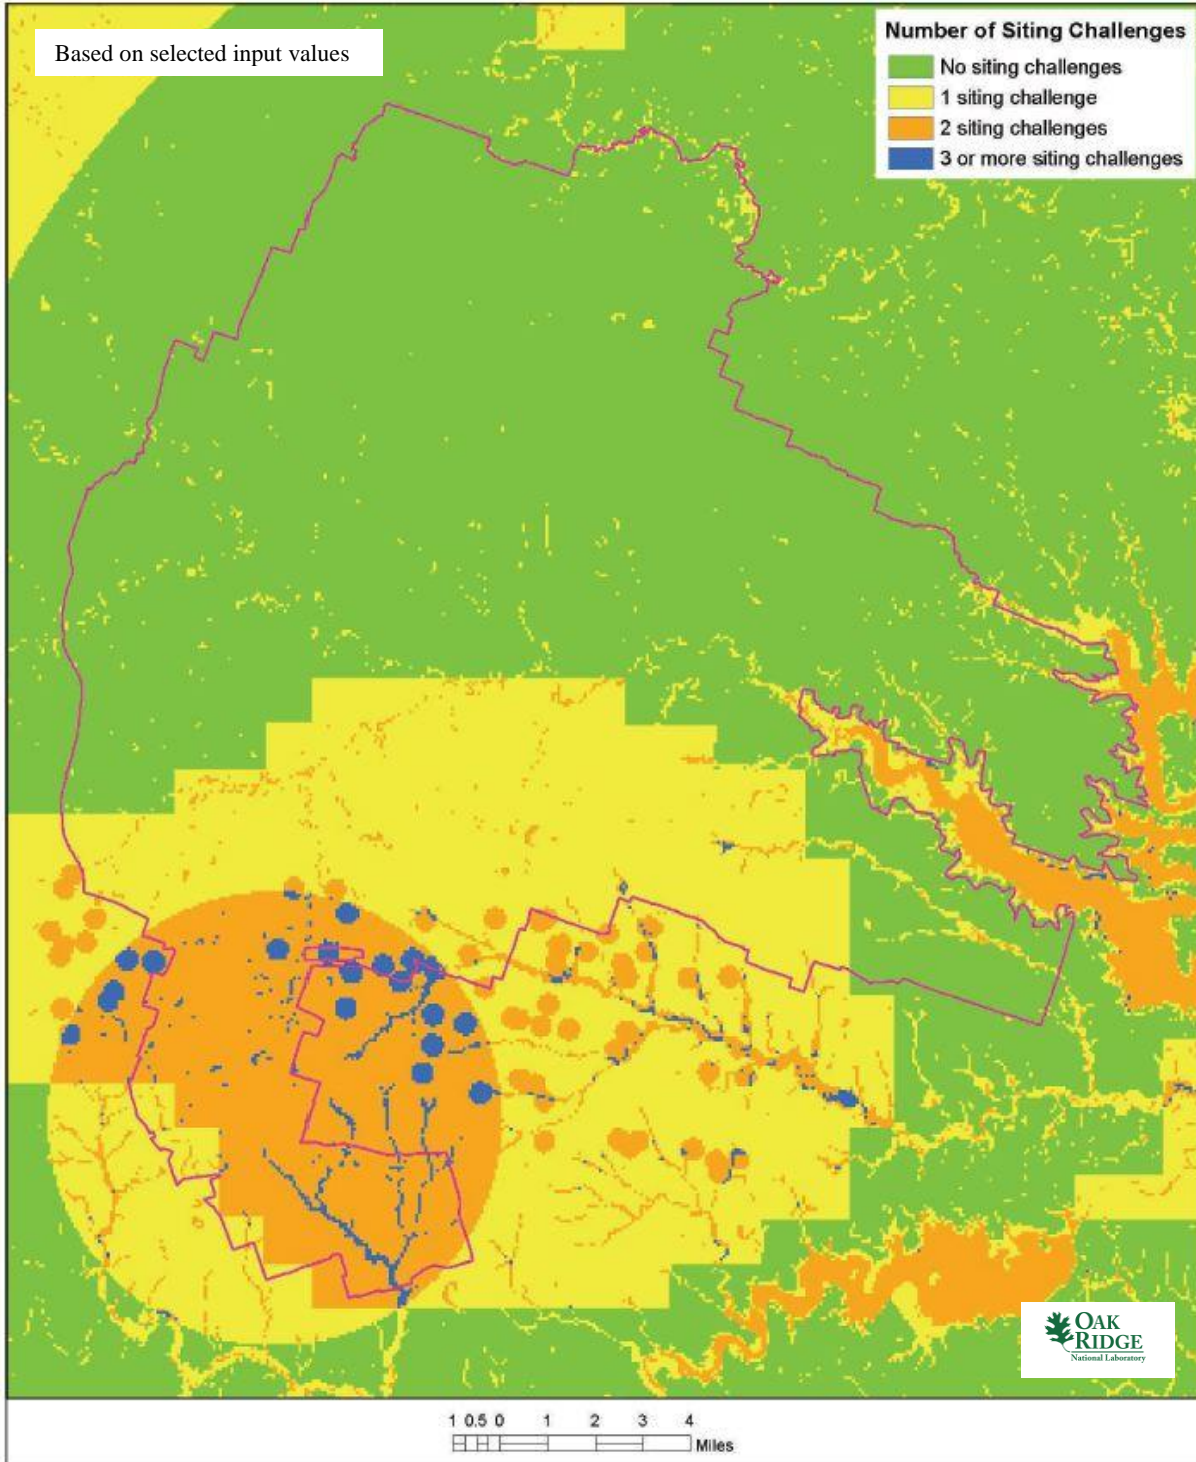 Based on selected input values
Number of Siting Challenges
No siting challenges
1 siting challenge
2 siting challenges
3 or more siting challenges
OAK
RIDGE
National Laboratory
1 0.5 0 1 2 3 4
Miles